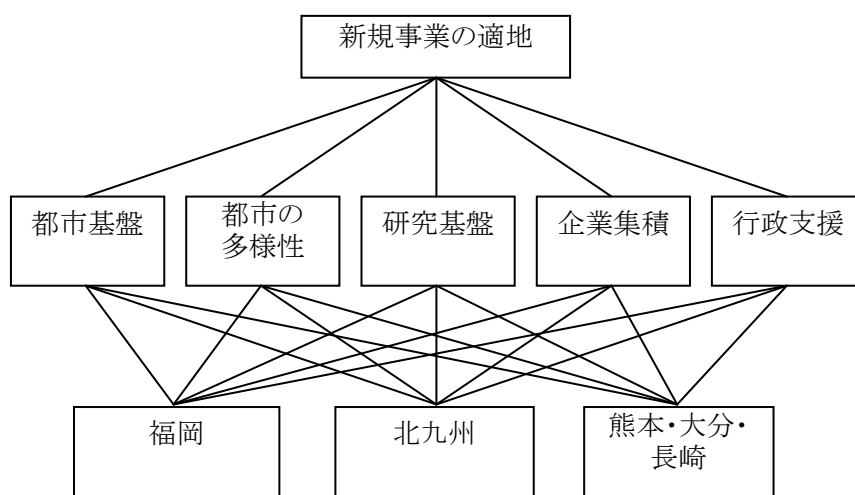 新規事業の適地
都市基盤
都市の
多様性
研究基盤
企業集積
行政支援
福岡
北九州
熊本・大分・
長崎